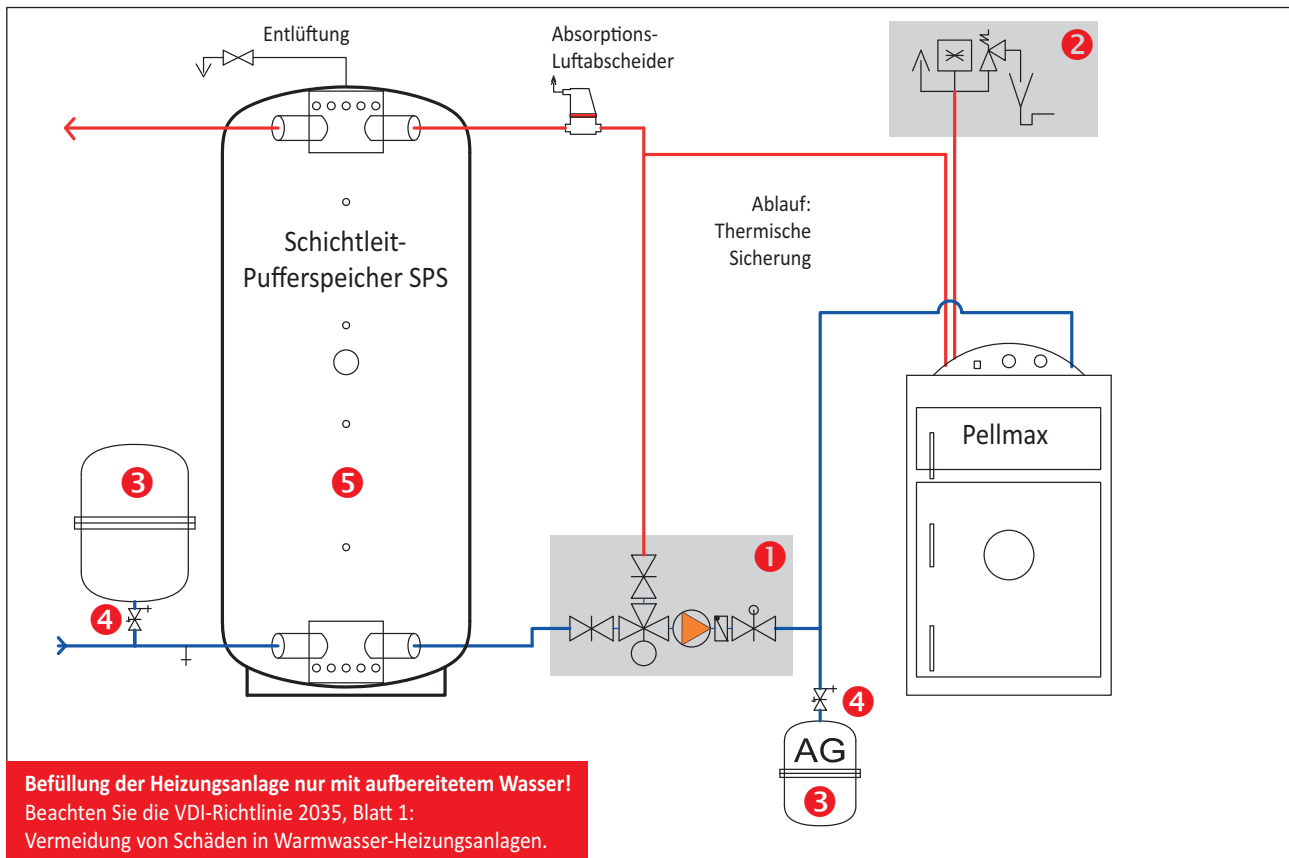 Entlüftung
Absorptions-
Luftabscheider
2
Ablauf:
Thermische
Sicherung
Schichtleit-
Pufferspeicher SPS
Pellmax
3
5
1
4
4
AG
3
Befüllung der Heizungsanlage nur mit aufbereitetem Wasser!
Beachten Sie die VDI-Richtlinie 2035, Blatt 1:
Vermeidung von Schäden in Warmwasser-Heizungsanlagen.